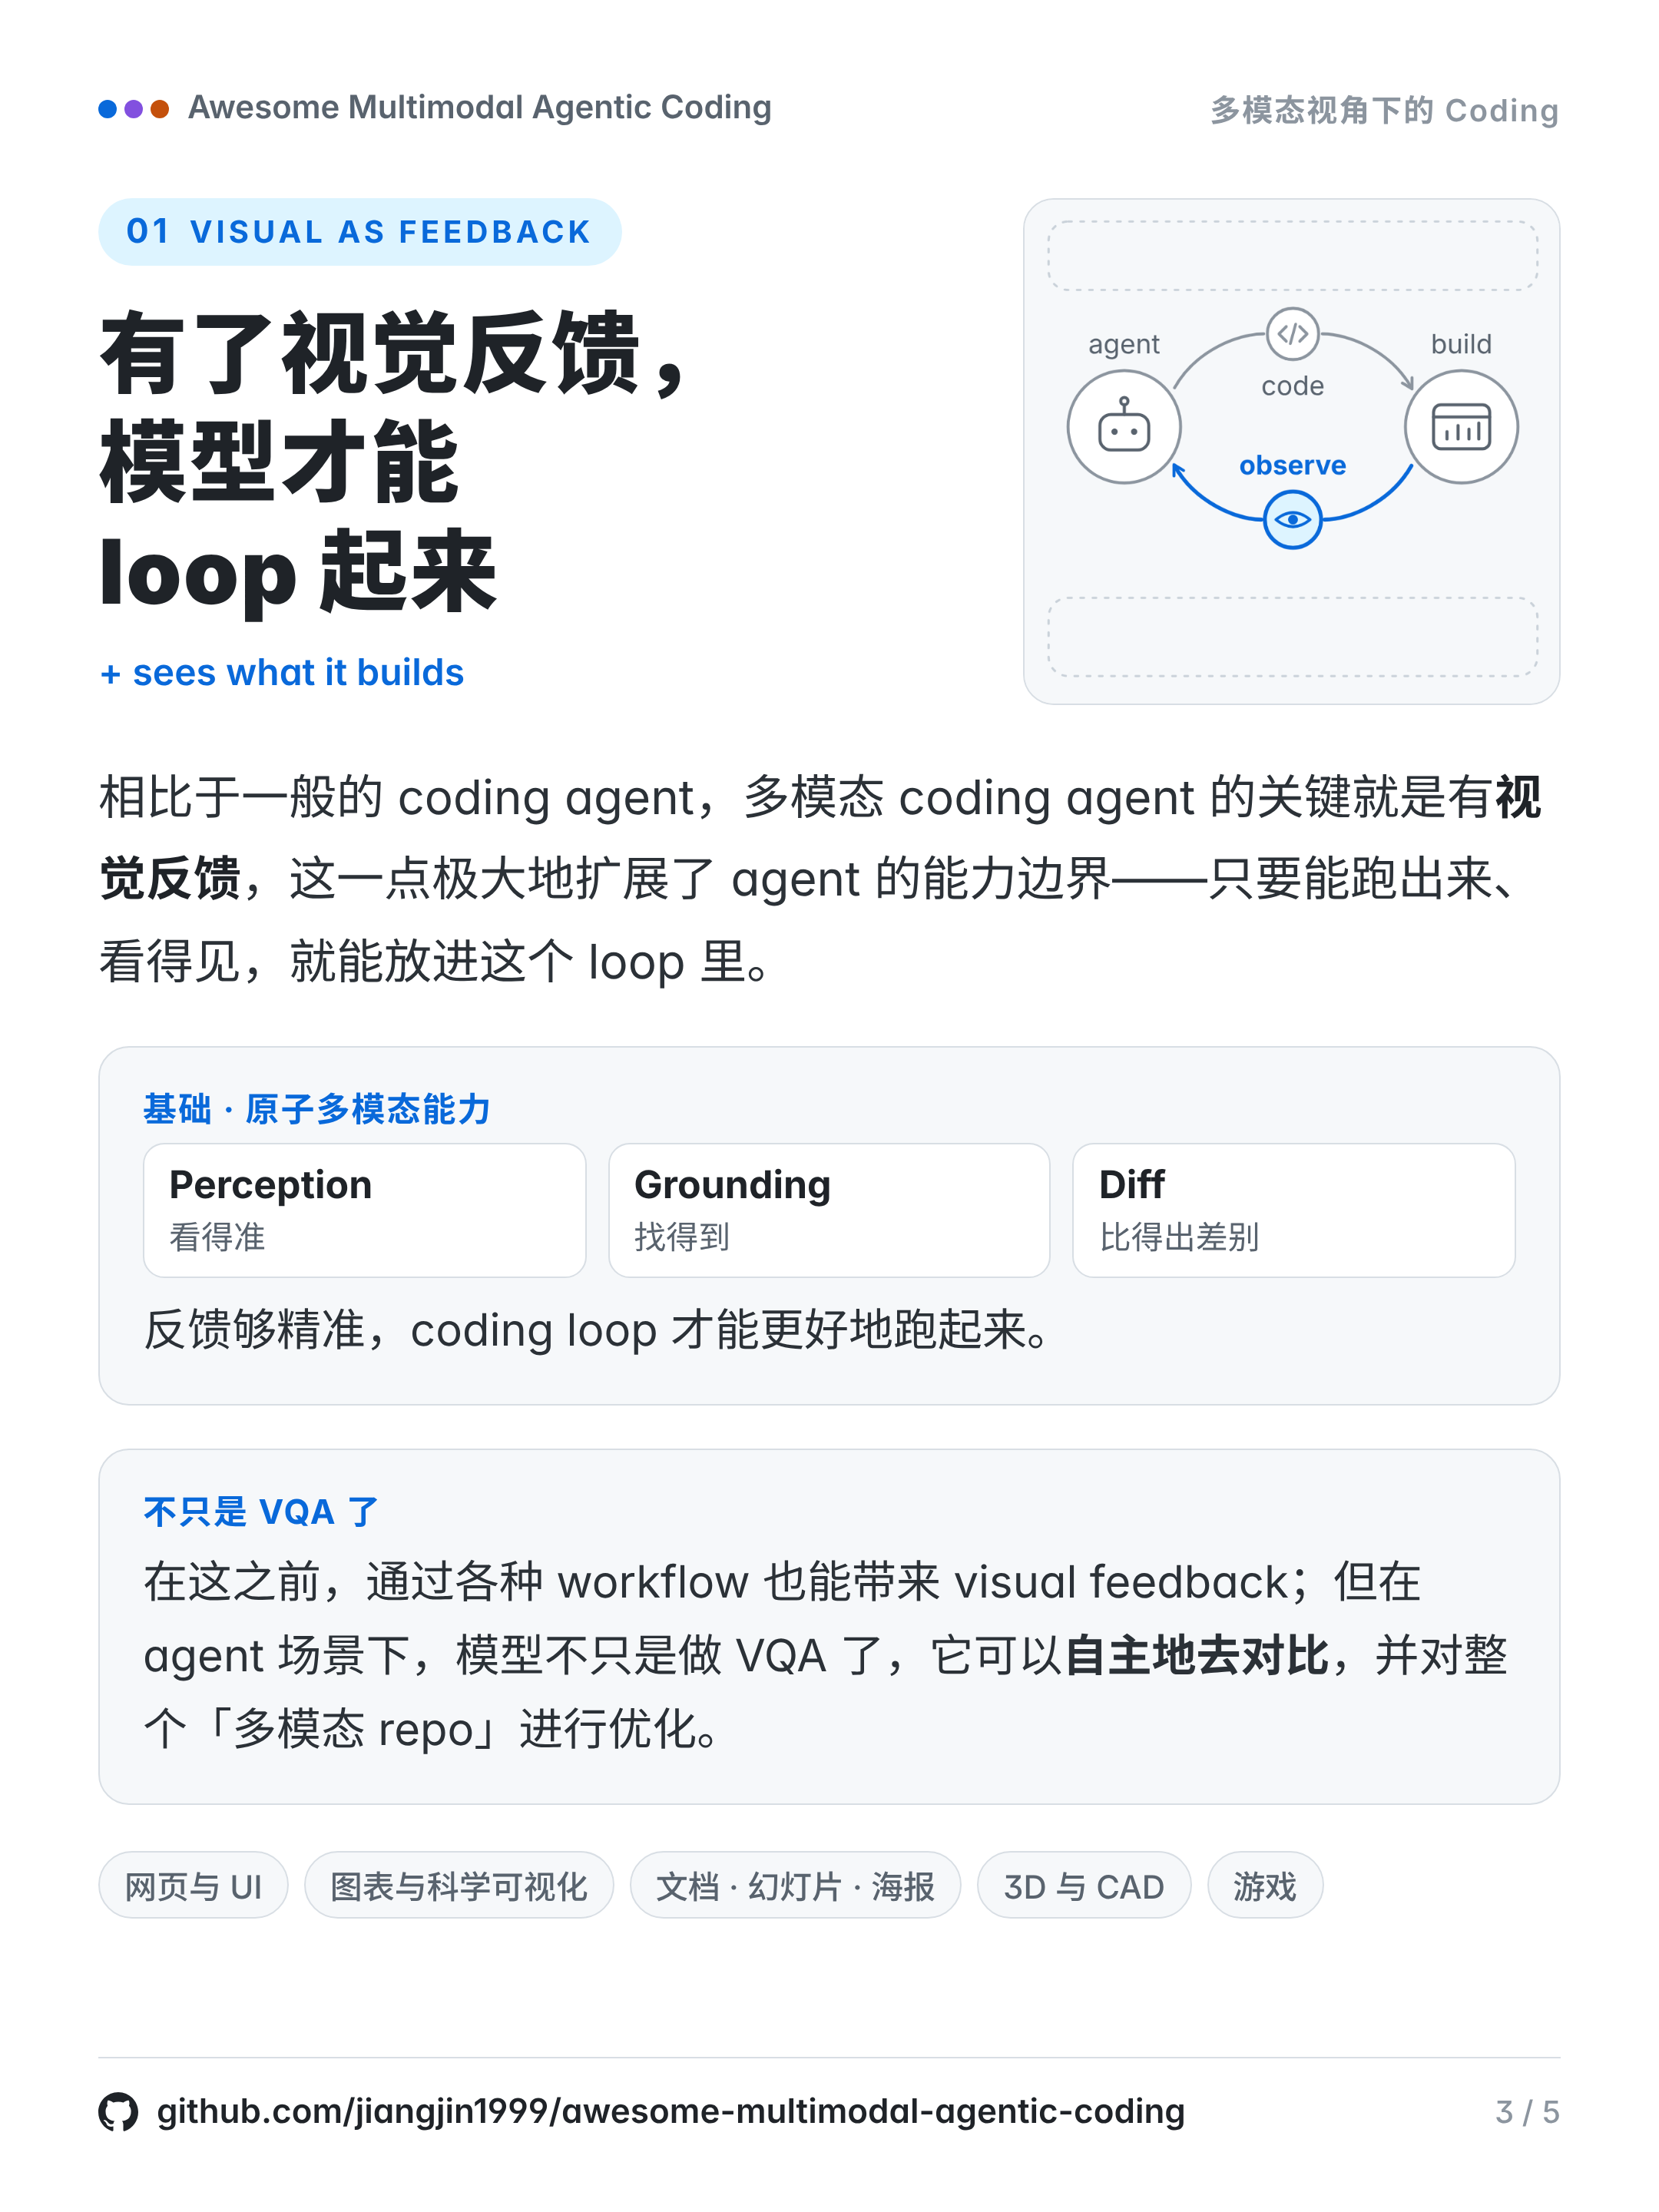 Awesome Multimodal Agentic Coding
多模态视角下的 Coding
01 VISUAL AS FEEDBACK
有了视觉反馈，
模型才能
loop 起来
+ sees what it builds
agent
build
code
observe
相比于一般的 coding agent，多模态 coding agent 的关键就是有视
觉反馈，这一点极大地扩展了 agent 的能力边界——只要能跑出来、
看得见，就能放进这个 loop 里。
基础 · 原子多模态能力
Perception
看得准
Grounding
找得到
Diff
比得出差别
反馈够精准，coding loop 才能更好地跑起来。
不只是 VQA 了
在这之前，通过各种 workflow 也能带来 visual feedback；但在
agent 场景下，模型不只是做 VQA 了，它可以自主地去对比，并对整
个「多模态 repo」进行优化。
网页与 UI
图表与科学可视化
文档 · 幻灯片 · 海报
3D 与 CAD
游戏
github.com/jiangjin1999/awesome-multimodal-agentic-coding
3 / 5